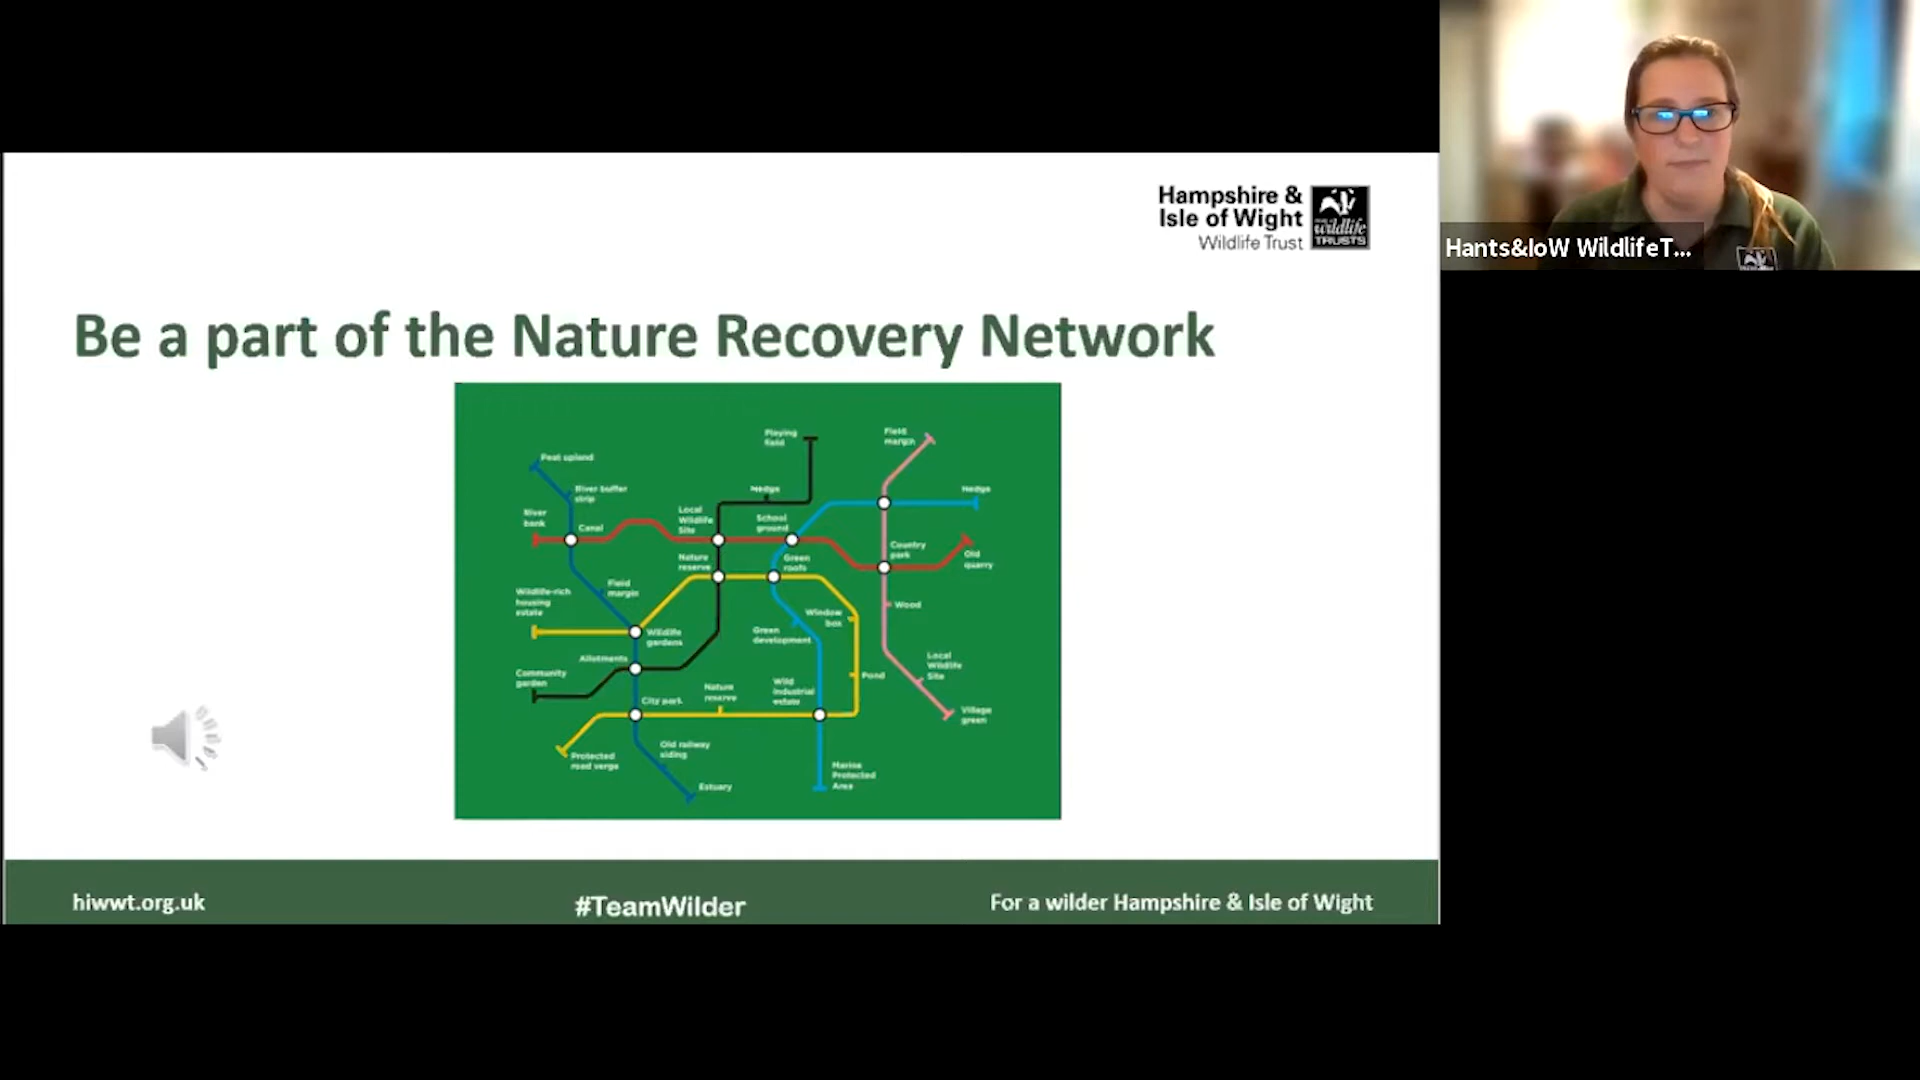 Hampshire &
Isle of Wight
Wildlife Trust
wildlife
TRUSTS
Hants&IoW WildlifeT...
Be a part of the Nature Recovery Network
Playing
field
Field
margin
Peat upland
River buffer
strip
Hedge
Hedge
River
bank
Canal
Local
Wildlife
Site
School
ground
Country
park
Old
quarry
Nature
reserve
Green
roofs
Wildlife-rich
housing
estate
Field
margin
Wood
Window
box
Wildlife
gardens
Green
development
Allotments
Community
garden
Local
Wildlife
Site
Pond
City park
Nature
reserve
Wild
industrial
estate
Village
green
Protected
road verge
Old railway
siding
Estuary
Marine
Protected
Area
hiwwt.org.uk
#TeamWilder
For a wilder Hampshire & Isle of Wight